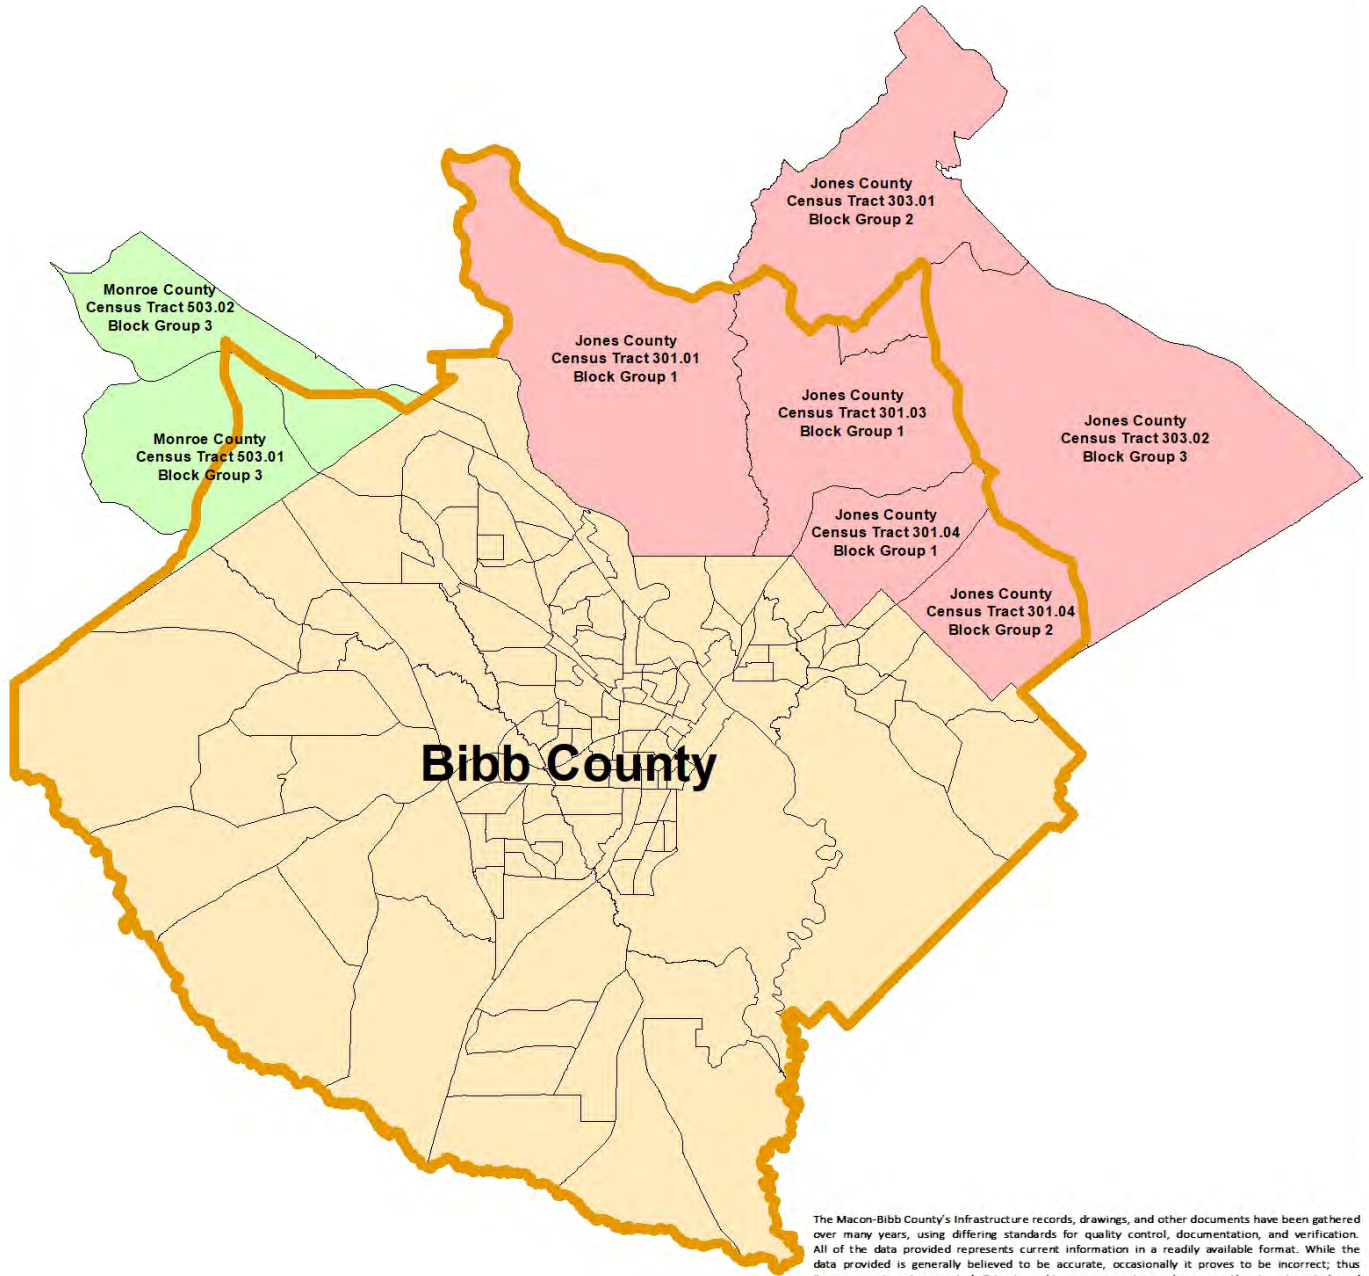 Jones County
Census Tract 303.01
Block Group 2
Monroe County
Census Tract 503.02
Block Group 3
Jones County
Census Tract 301.01
Block Group 1
Jones County
Census Tract 301.03
Block Group 1
Jones County
Census Tract 303.02
Block Group 3
Monroe County
Census Tract 503.01
Block Group 3
Jones County
Census Tract 301.04
Block Group 1
Jones County
Census Tract 301.04
Block Group 2
Bibb County
The Macon-Bibb County's Infrastructure records, drawings, and other documents have been gathered
over many years, using differing standards for quality control, documentation, and verification.
All of the data provided represents current information in a readily available format. While the
data provided is generally believed to be accurate, occasionally it proves to be incorrect; thus